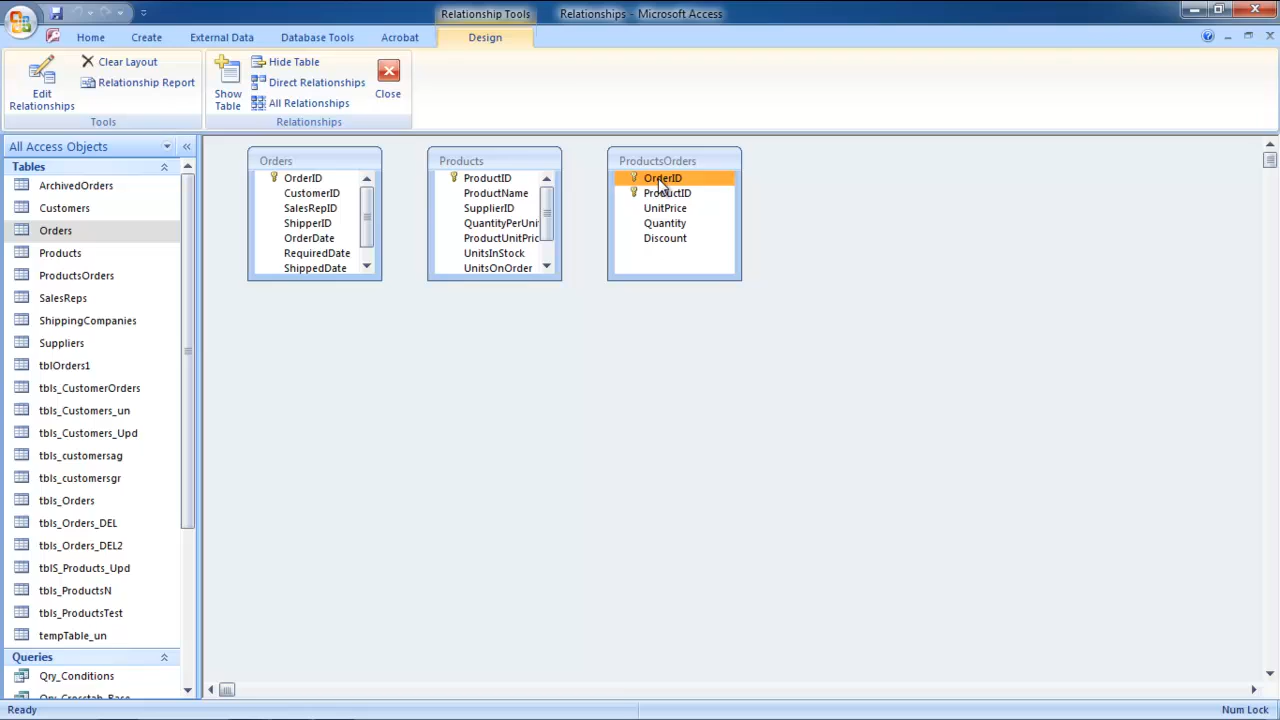 Relationship Tools
Relationships - Microsoft Access
Home
Create
External Data
Database Tools
Acrobat
Design
Edit
Relationships
Clear Layout
Relationship Report
Tools
Show
Table
Hide Table
Direct Relationships
All Relationships
Close
Relationships
All Access Objects
Tables
ArchivedOrders
Customers
Orders
Products
ProductsOrders
SalesReps
ShippingCompanies
Suppliers
tblOrders1
tbls_CustomerOrders
tbls_Customers_un
tbls_Customers_Upd
tbls_customersag
tbls_customersgr
tbls_Orders
tbls_Orders_DEL
tbls_Orders_DEL2
tblS_Products_Upd
tbls_ProductsN
tbls_ProductsTest
tempTable_un
Queries
Qry_Conditions
Qry_Crosstab_Base
Orders
OrderID
CustomerID
SalesRepID
ShipperID
OrderDate
RequiredDate
ShippedDate
Products
ProductID
ProductName
SupplierID
QuantityPerUni
ProductUnitPric
UnitsInStock
UnitsOnOrder
ProductsOrders
OrderID
ProductID
UnitPrice
Quantity
Discount
Ready
Num Lock